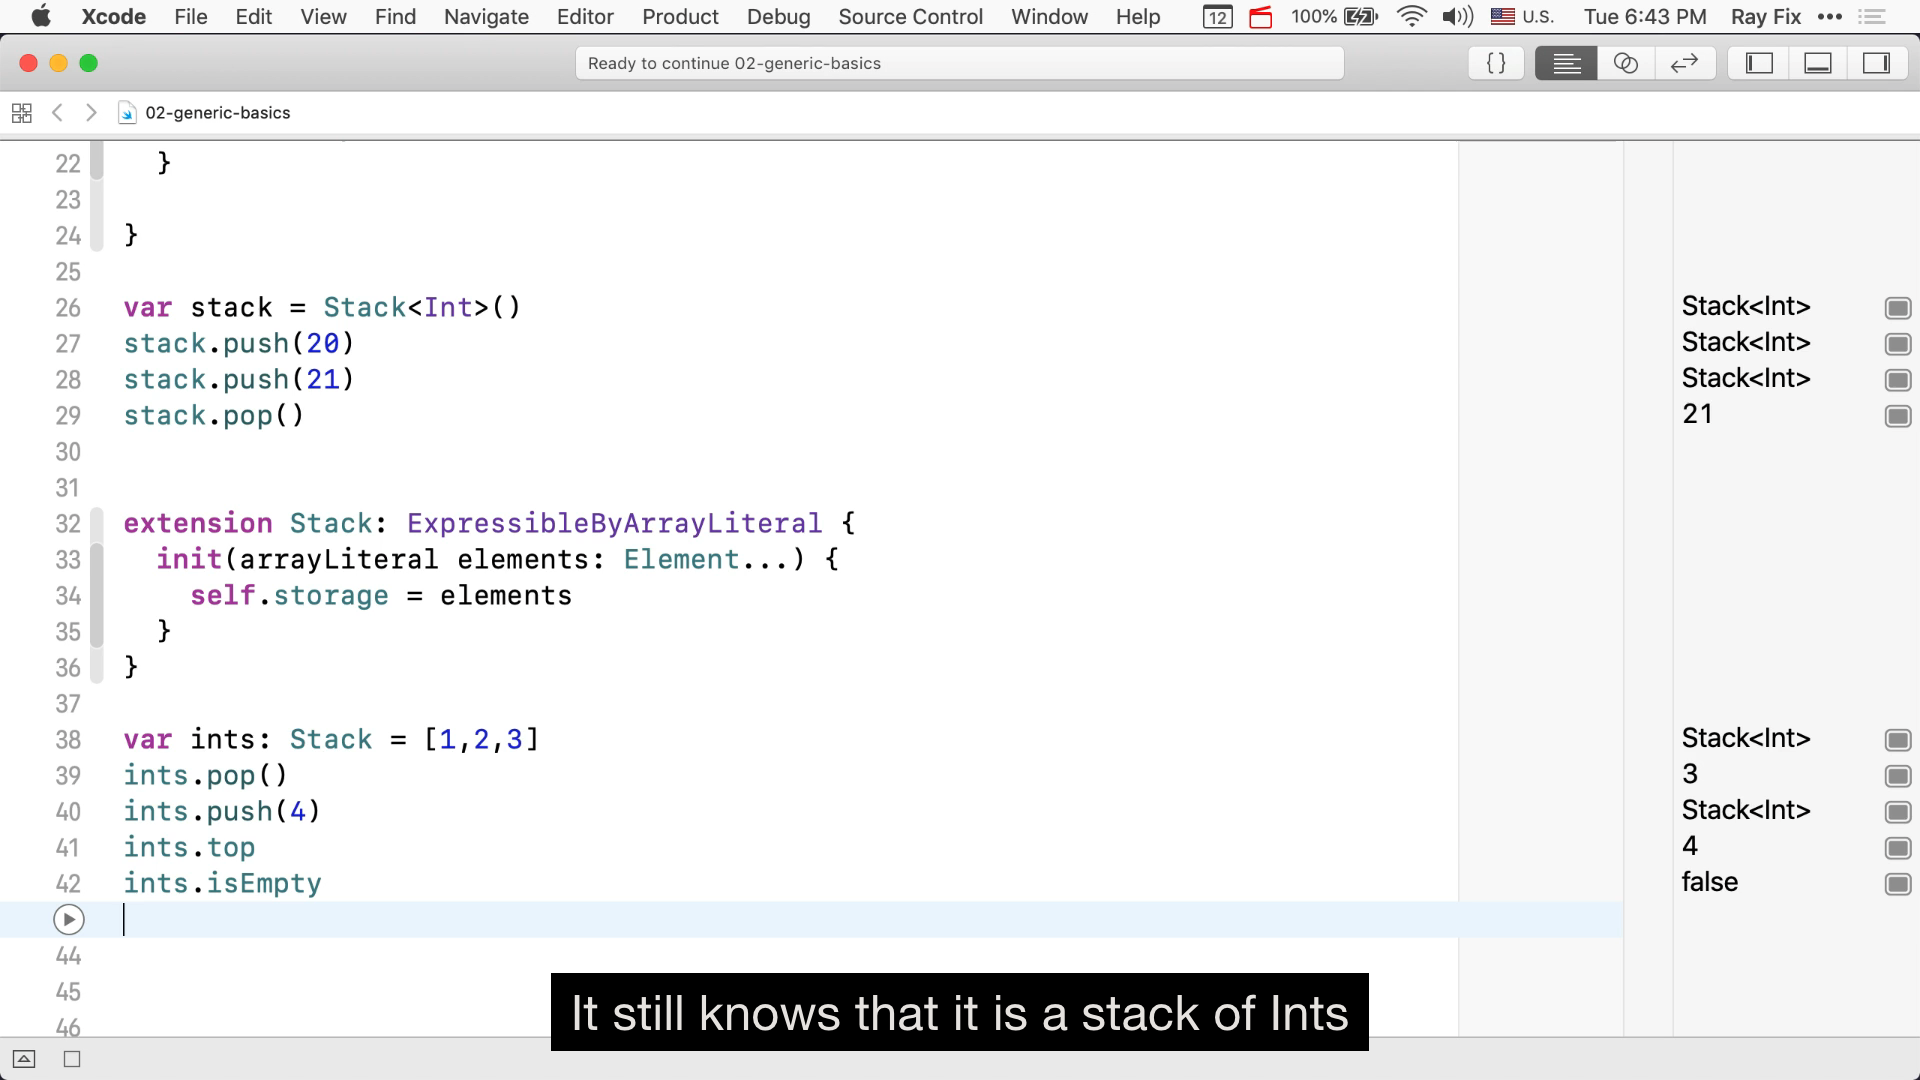 Xcode File Edit View Find Navigate Editor Product Debug Source Control Window Help 12 100% U.S. Tue 6:43 PM Ray Fix
Ready to continue 02-generic-basics
02-generic-basics
22 }
23
24 }
25
26 var stack = Stack<Int>() Stack<Int>
27 stack.push(20) Stack<Int>
28 stack.push(21) Stack<Int>
29 stack.pop() 21
30
31
32 extension Stack: ExpressibleByArrayLiteral {
33 init(arrayLiteral elements: Element...) {
34 self.storage = elements
35 }
36 }
37
38 var ints: Stack = [1,2,3] Stack<Int>
39 ints.pop() 3
40 ints.push(4) Stack<Int>
41 ints.top 4
42 ints.isEmpty false
44
45
46
It still knows that it is a stack of Ints